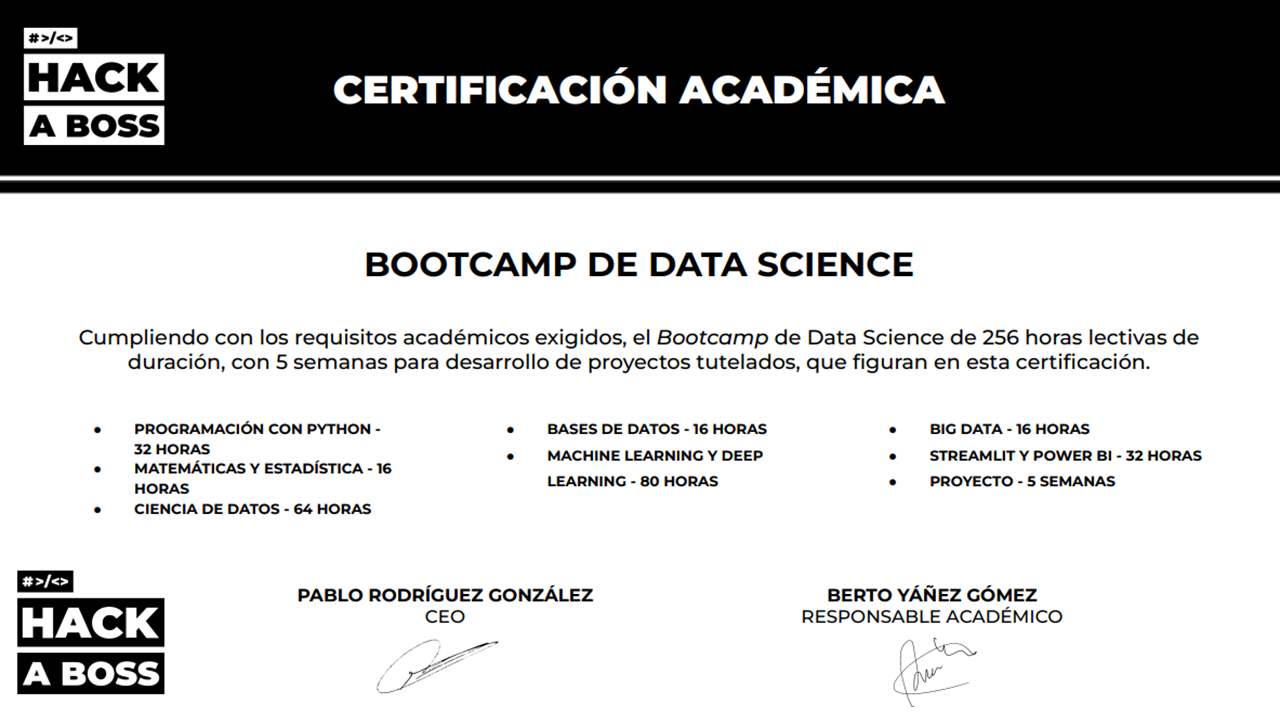 #>/<>
HACK
A BOSS
CERTIFICACIÓN ACADÉMICA
BOOTCAMP DE DATA SCIENCE
Cumpliendo con los requisitos académicos exigidos, el Bootcamp de Data Science de 256 horas lectivas de
duración, con 5 semanas para desarrollo de proyectos tutelados, que figuran en esta certificación.
● PROGRAMACIÓN CON PYTHON -
32 HORAS
● MATEMÁTICAS Y ESTADÍSTICA - 16
HORAS
● CIENCIA DE DATOS - 64 HORAS
● BASES DE DATOS - 16 HORAS
● MACHINE LEARNING Y DEEP
LEARNING - 80 HORAS
● BIG DATA - 16 HORAS
● STREAMLIT Y POWER BI - 32 HORAS
● PROYECTO - 5 SEMANAS
#>/<>
HACK
A BOSS
PABLO RODRÍGUEZ GONZÁLEZ
CEO
BERTO YÁÑEZ GÓMEZ
RESPONSABLE ACADÉMICO